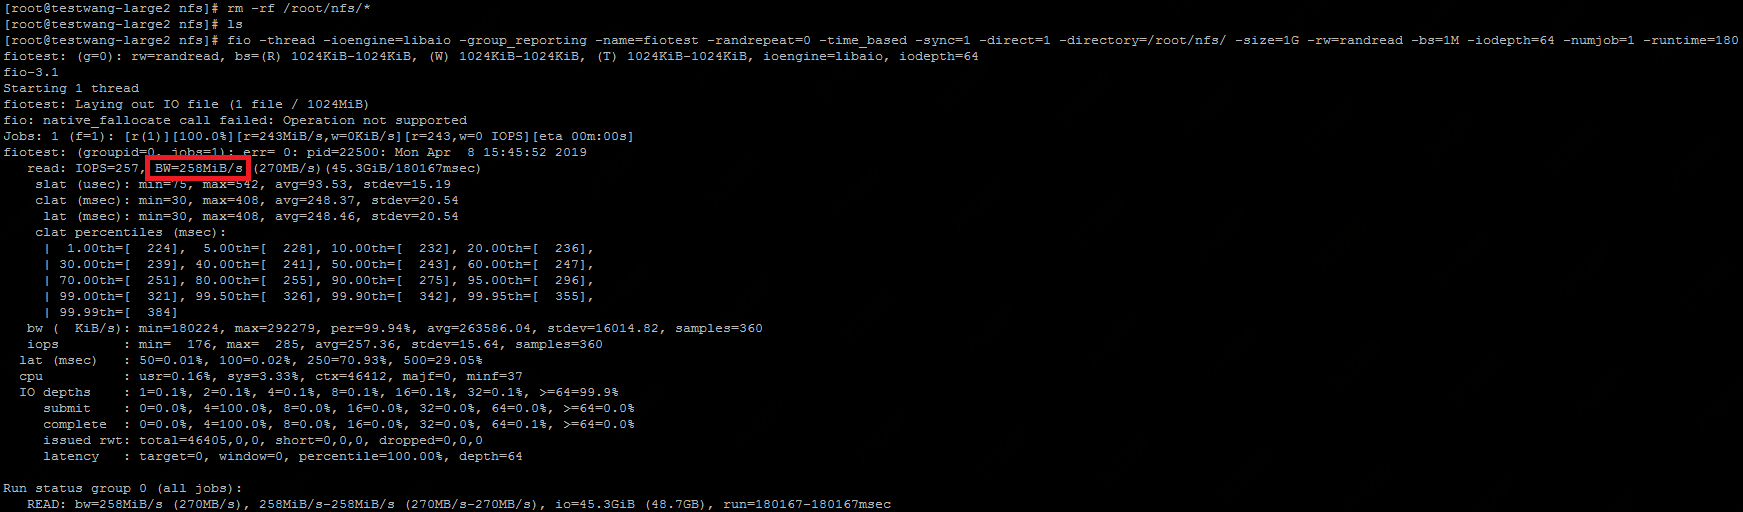 [root@testwang-large2 nfs]# rm -rf /root/nfs/*
[root@testwang-large2 nfs]# ls
[root@testwang-large2 nfs]# fio -thread -ioengine=libaio -group_reporting -name=fiotest -randrepeat=0 -time_based -sync=1 -direct=1 -directory=/root/nfs/ -size=1G -rw=randread -bs=1M -iodepth=64 -numjob=1 -runtime=180
fiotest: (g=0): rw=randread, bs=(R) 1024KiB-1024KiB, (W) 1024KiB-1024KiB, (T) 1024KiB-1024KiB, ioengine=libaio, iodepth=64
fio-3.1
Starting 1 thread
fiotest: Laying out IO file (1 file / 1024MiB)
fio: native_fallocate call failed: Operation not supported
Jobs: 1 (f=1): [r(1)][100.0%][r=243MiB/s,w=0KiB/s][r=243,w=0 IOPS][eta 00m:00s]
fiotest: (groupid=0, jobs=1): err= 0: pid=22500: Mon Apr  8 15:45:52 2019
   read: IOPS=257, BW=258MiB/s (270MB/s)(45.3GiB/180167msec)
    slat (usec): min=75, max=542, avg=93.53, stdev=15.19
    clat (msec): min=30, max=408, avg=248.37, stdev=20.54
     lat (msec): min=30, max=408, avg=248.46, stdev=20.54
    clat percentiles (msec):
     |  1.00th=[  224],  5.00th=[  228], 10.00th=[  232], 20.00th=[  236],
     | 30.00th=[  239], 40.00th=[  241], 50.00th=[  243], 60.00th=[  247],
     | 70.00th=[  251], 80.00th=[  255], 90.00th=[  275], 95.00th=[  296],
     | 99.00th=[  321], 99.50th=[  326], 99.90th=[  342], 99.95th=[  355],
     | 99.99th=[  384]
   bw (  KiB/s): min=180224, max=292279, per=99.94%, avg=263586.04, stdev=16014.82, samples=360
   iops        : min=  176, max=  285, avg=257.36, stdev=15.64, samples=360
  lat (msec)   : 50=0.01%, 100=0.02%, 250=70.93%, 500=29.05%
  cpu          : usr=0.16%, sys=3.33%, ctx=46412, majf=0, minf=37
  IO depths    : 1=0.1%, 2=0.1%, 4=0.1%, 8=0.1%, 16=0.1%, 32=0.1%, >=64=99.9%
     submit    : 0=0.0%, 4=100.0%, 8=0.0%, 16=0.0%, 32=0.0%, 64=0.0%, >=64=0.0%
     complete  : 0=0.0%, 4=100.0%, 8=0.0%, 16=0.0%, 32=0.0%, 64=0.1%, >=64=0.0%
     issued rwt: total=46405,0,0, short=0,0,0, dropped=0,0,0
     latency   : target=0, window=0, percentile=100.00%, depth=64
Run status group 0 (all jobs):
   READ: bw=258MiB/s (270MB/s), 258MiB/s-258MiB/s (270MB/s-270MB/s), io=45.3GiB (48.7GB), run=180167-180167msec